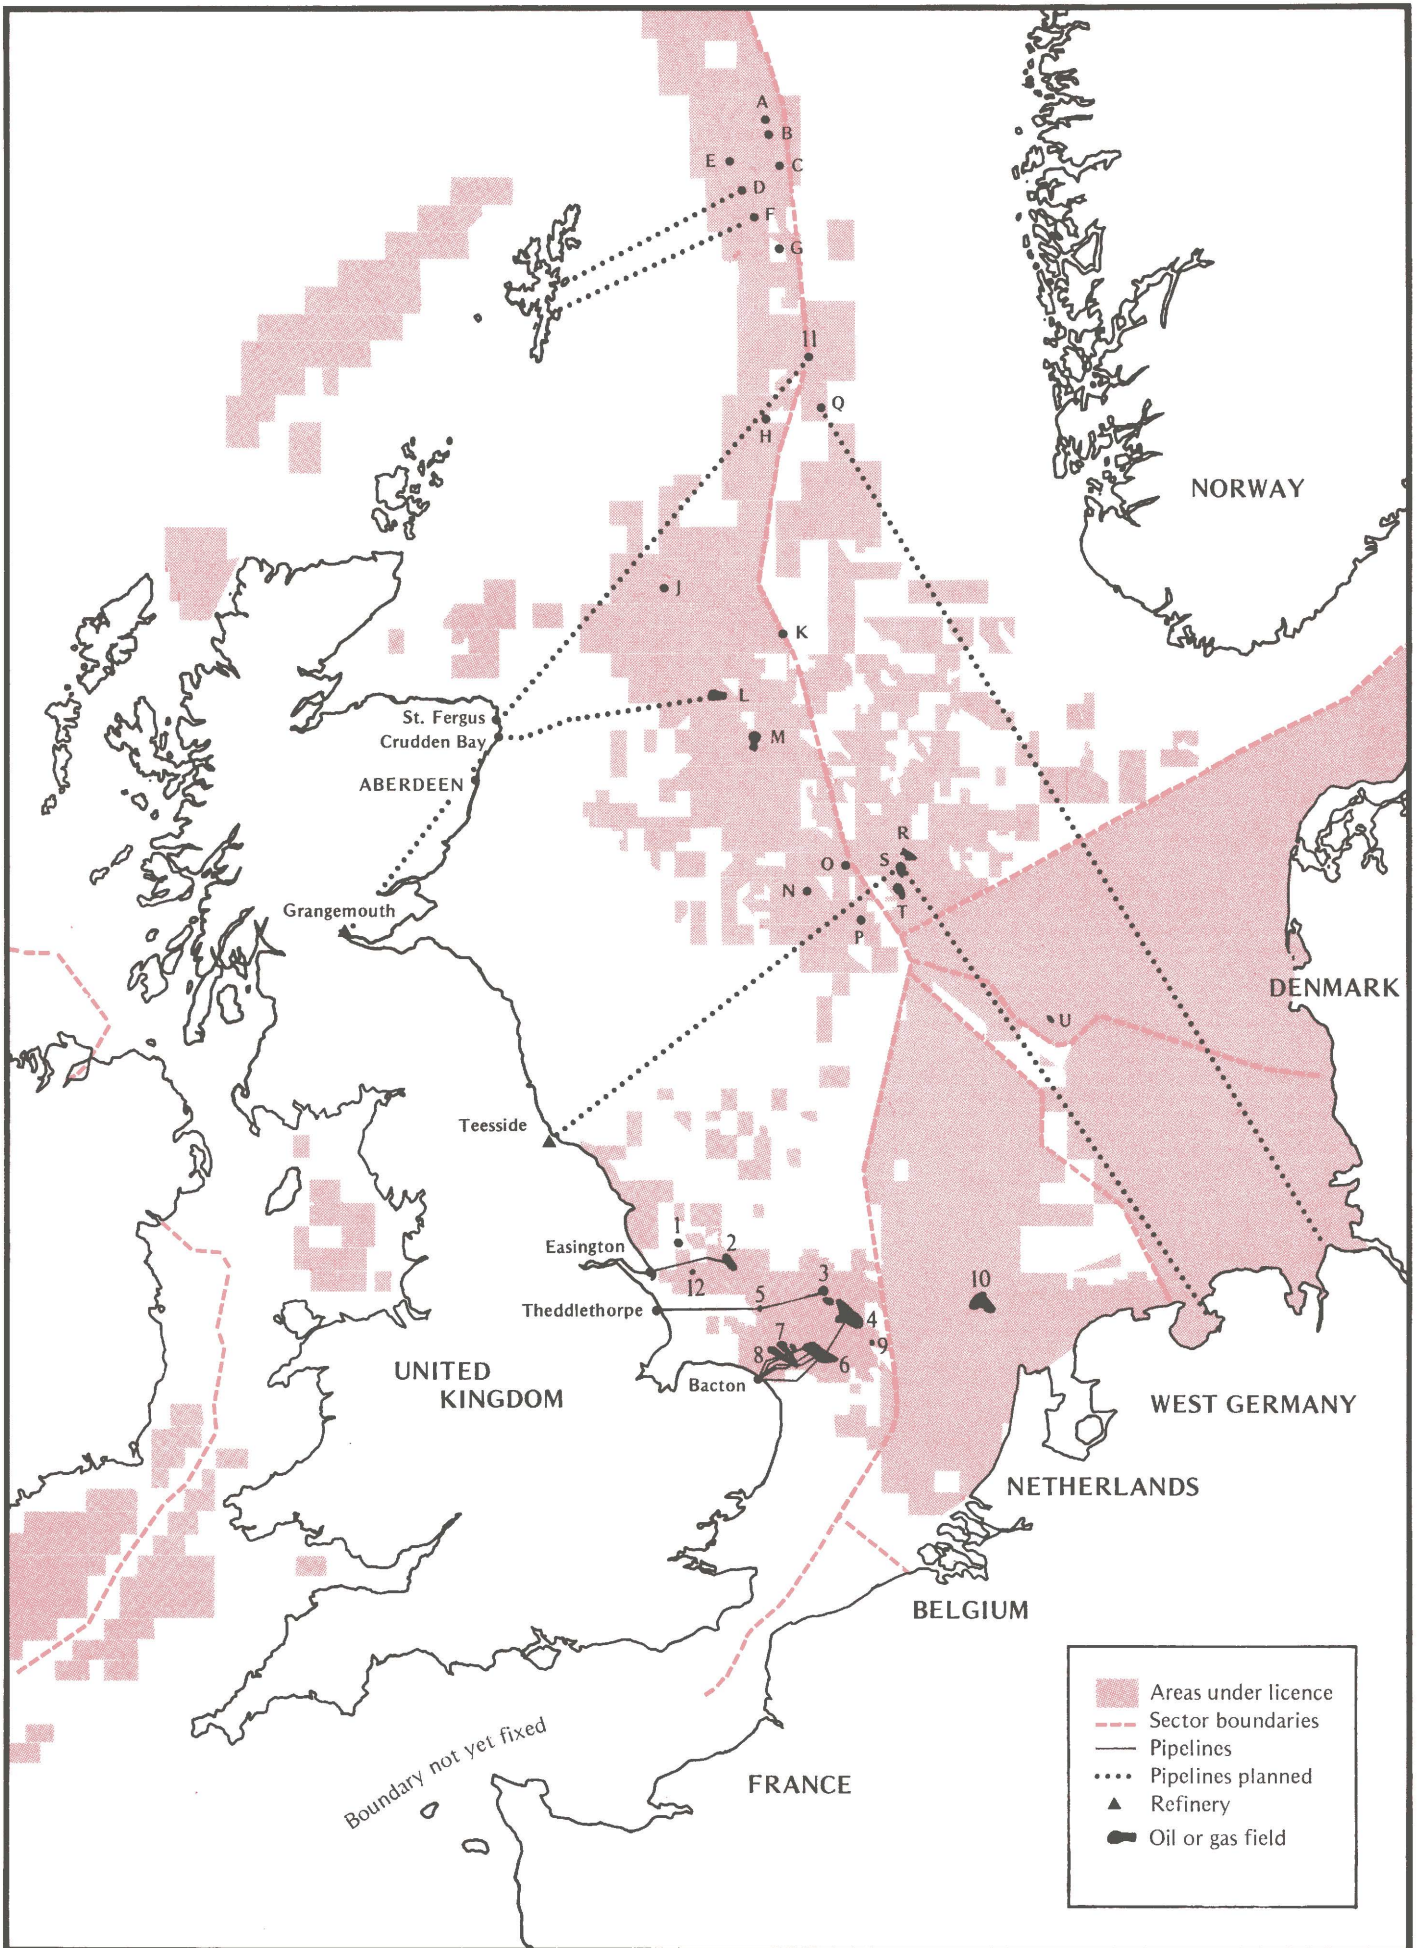 A
B
E
C
D
F
G
11
Q
H
NORWAY
J
K
L
St. Fergus
Crudden Bay
M
ABERDEEN
R
O
S
N
T
Grangemouth
P
DENMARK
U
Teesside
1
Easington
2
12
3
10
5
Theddlethorpe
4
7
9
8
6
UNITED
KINGDOM
Bacton
WEST GERMANY
NETHERLANDS
BELGIUM
Areas under licence
Sector boundaries
Boundary not yet fixed
Pipelines
FRANCE
Pipelines planned
Refinery
Oil or gas field